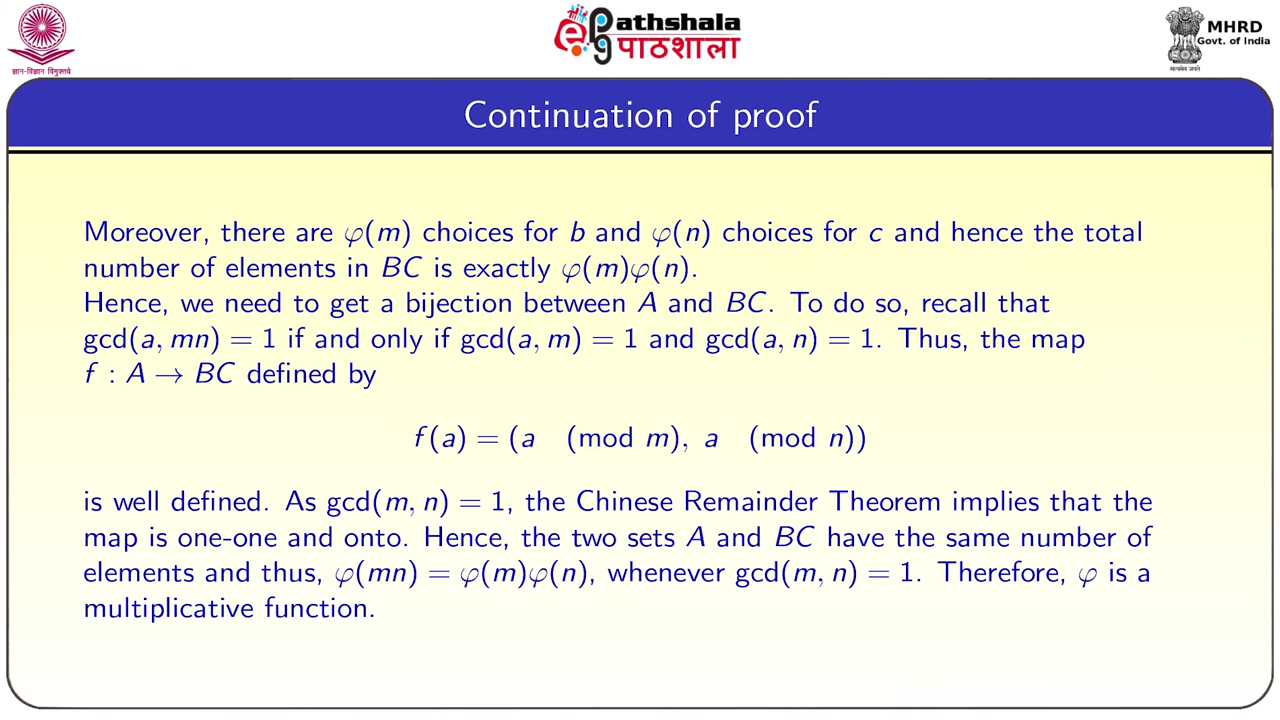 ज्ञान-विज्ञान विमुक्तये
ePathshala
पाठशाला
MHRD
Govt. of India
सत्यमेव जयते
Continuation of proof
Moreover, there are φ(m) choices for b and φ(n) choices for c and hence the total
number of elements in BC is exactly φ(m)φ(n).
Hence, we need to get a bijection between A and BC. To do so, recall that
gcd(a, mn) = 1 if and only if gcd(a, m) = 1 and gcd(a, n) = 1. Thus, the map
f : A → BC defined by
f(a) = (a (mod m), a (mod n))
is well defined. As gcd(m, n) = 1, the Chinese Remainder Theorem implies that the
map is one-one and onto. Hence, the two sets A and BC have the same number of
elements and thus, φ(mn) = φ(m)φ(n), whenever gcd(m, n) = 1. Therefore, φ is a
multiplicative function.